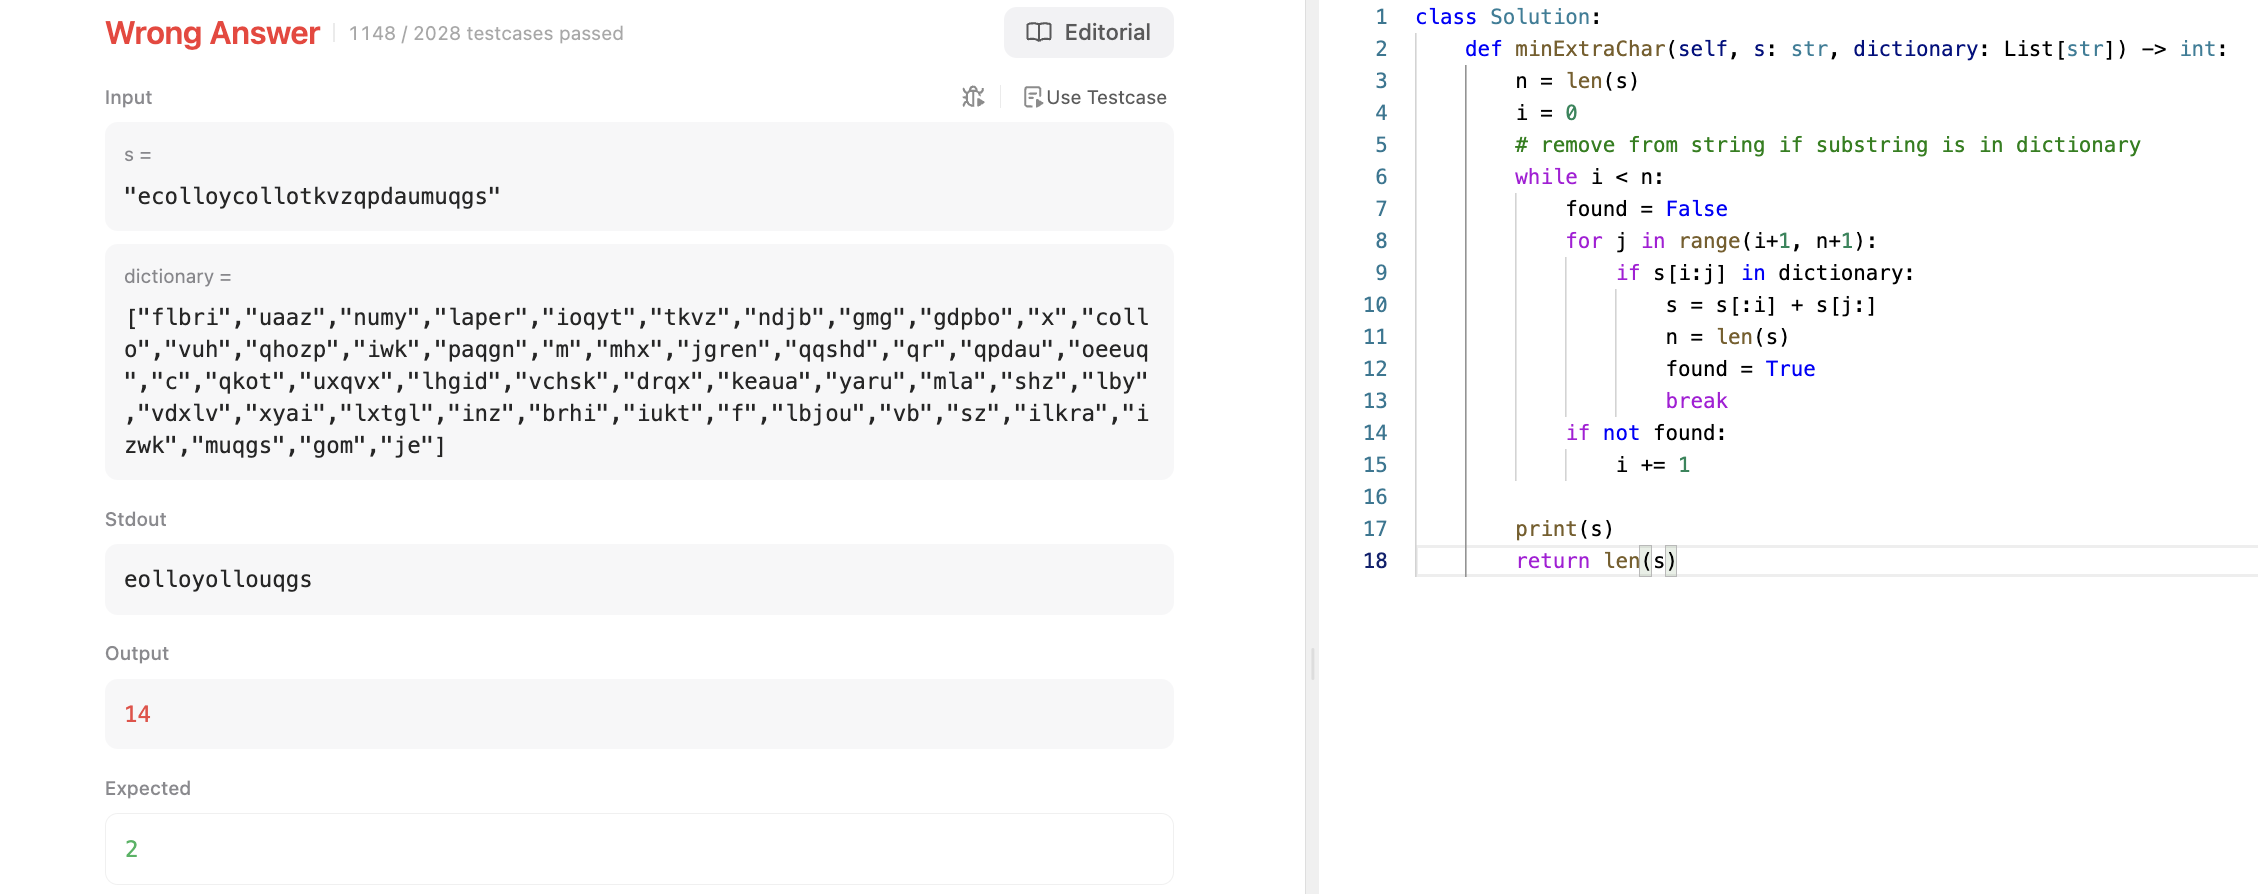 Wrong Answer
1148 / 2028 testcases passed
Editorial
Input
Use Testcase
s =
"ecolloycollotkvzqpdaumuqgs"
dictionary =
["flbri","uaaz","numy","laper","ioqyt","tkvz","ndjb","gmg","gdpbo","x","coll
o","vuh","qhozp","iwk","paqgn","m","mhx","jgren","qqshd","qr","qpdau","oeeuq
","c","qkot","uxqvx","lhgid","vchsk","drqx","keaua","yaru","mla","shz","lby"
,"vdxlv","xyai","lxtgl","inz","brhi","iukt","f","lbjou","vb","sz","ilkra","i
zwk","muqgs","gom","je"]
Stdout
eolloyollouqgs
Output
14
Expected
2
1 class Solution:
2     def minExtraChar(self, s: str, dictionary: List[str]) -> int:
3         n = len(s)
4         i = 0
5         # remove from string if substring is in dictionary
6         while i < n:
7             found = False
8             for j in range(i+1, n+1):
9                 if s[i:j] in dictionary:
10                     s = s[:i] + s[j:]
11                     n = len(s)
12                     found = True
13                     break
14             if not found:
15                 i += 1
16
17         print(s)
18         return len(s)